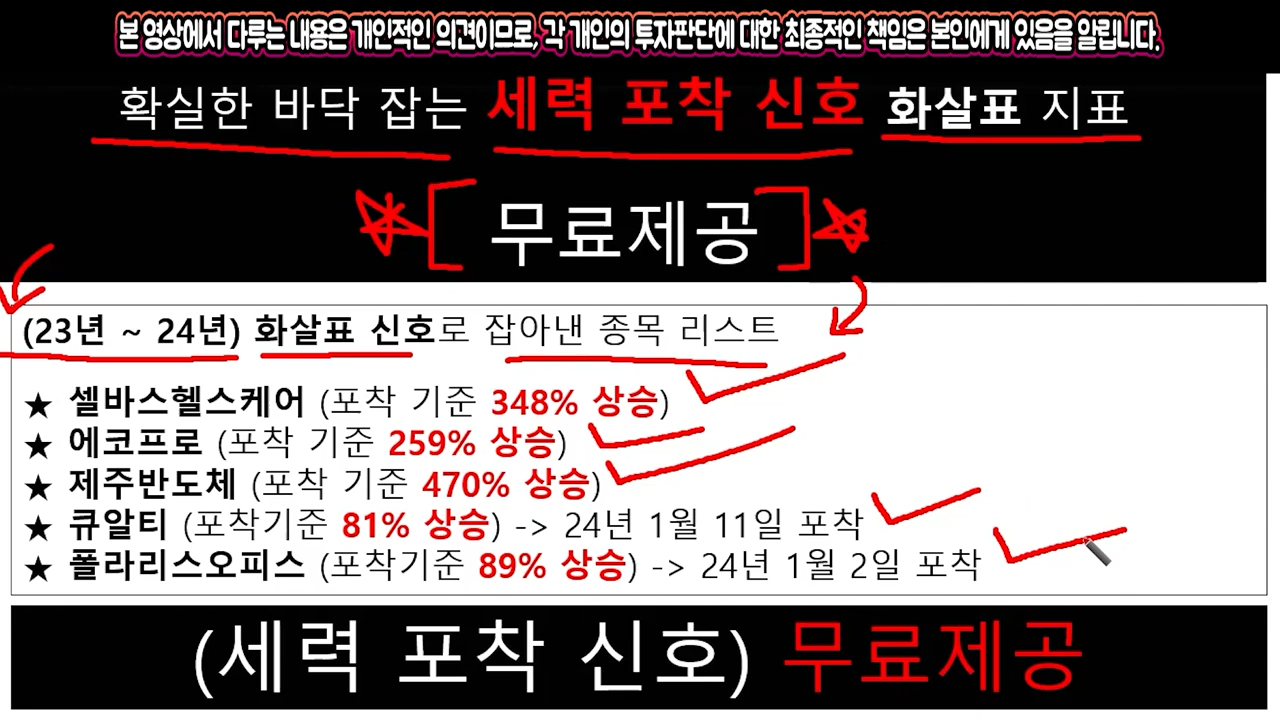 본 영상에서 다루는 내용은 개인적인 의견이므로, 각 개인의 투자판단에 대한 최종적인 책임은 본인에게 있음을 알립니다.
확실한 바닥 잡는 세력 포착 신호 화살표 지표
무료제공
(23년 ~ 24년) 화살표 신호로 잡아낸 종목 리스트
★ 셀바스헬스케어 (포착 기준 348% 상승)
★ 에코프로 (포착 기준 259% 상승)
★ 제주반도체 (포착 기준 470% 상승)
★ 큐알티 (포착기준 81% 상승) -> 24년 1월 11일 포착
★ 폴라리스오피스 (포착기준 89% 상승) -> 24년 1월 2일 포착
(세력 포착 신호) 무료제공